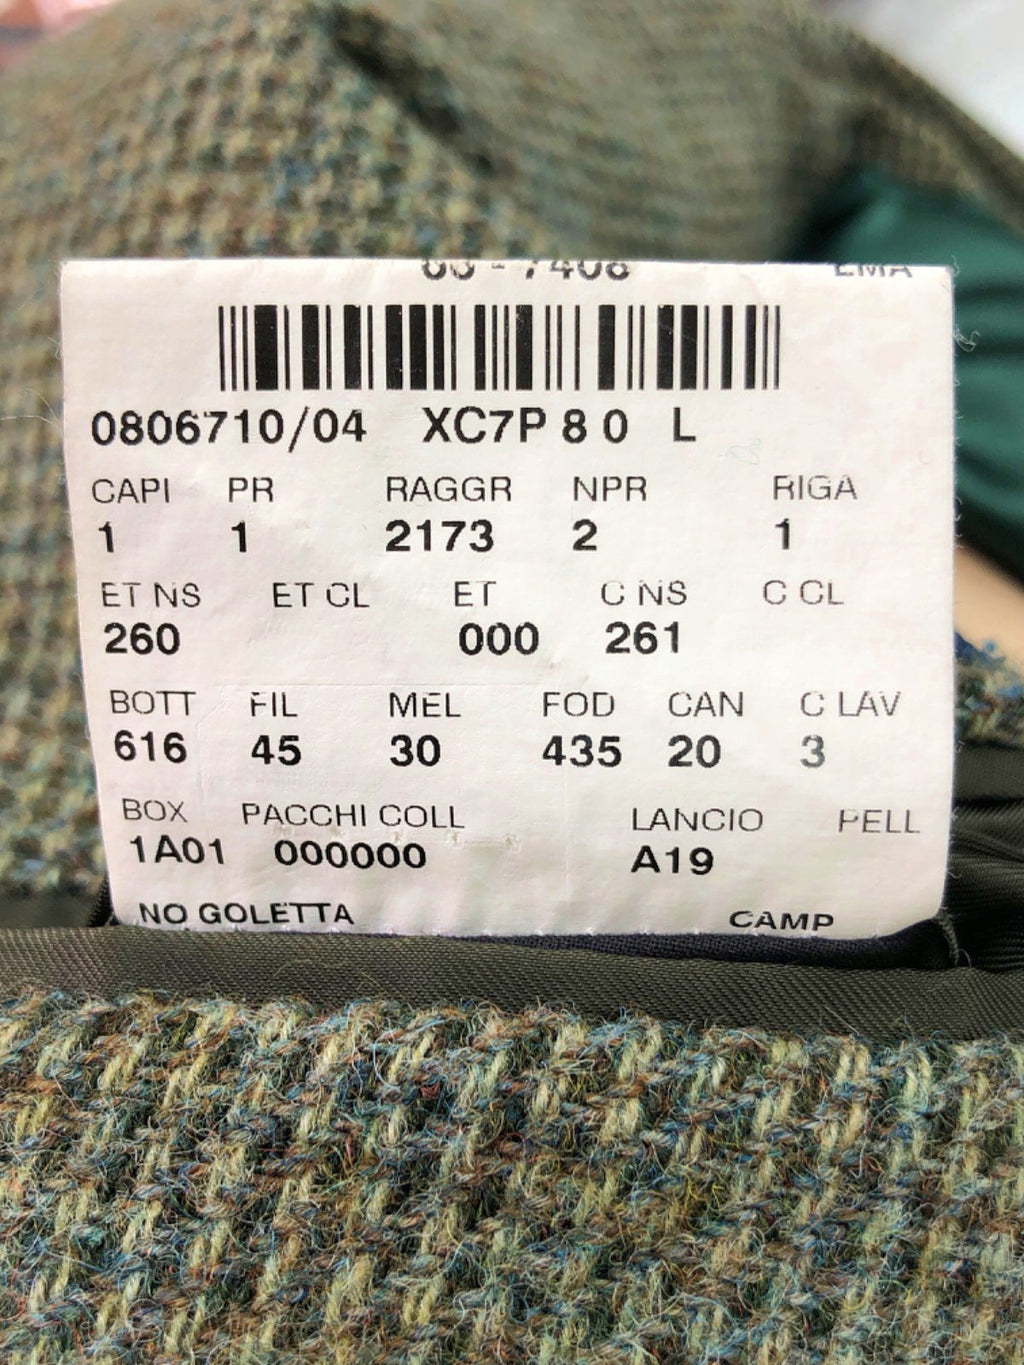 0806710/04 XC7P 8 0 L
CAPI PR RAGGR NPR RIGA
1 1 2173 2 1
ET NS ET CL ET C NS C CL
260 000 261
BOTT FIL MEL FOD CAN C LAV
616 45 30 435 20 3
BOX PACCHI COLL LANCIO PELL
1A01 000000 A19
NO GOLETTA CAMP